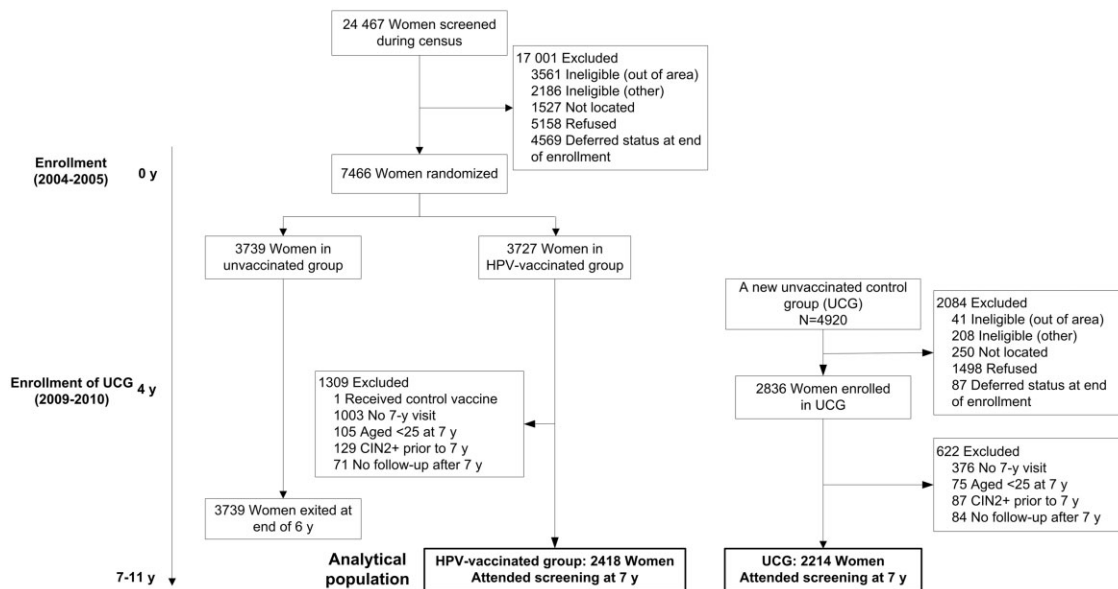 24 467 Women screened
during census
17 001 Excluded
3561 Ineligible (out of area)
2186 Ineligible (other)
1527 Not located
5158 Refused
4569 Deferred status at end
of enrollment
Enrollment
(2004-2005)
0 y
7466 Women randomized
3739 Women in
unvaccinated group
3727 Women in
HPV-vaccinated group
A new unvaccinated control
group (UCG)
N=4920
2084 Excluded
41 Ineligible (out of area)
208 Ineligible (other)
250 Not located
1498 Refused
87 Deferred status at end
of enrollment
Enrollment of UCG
(2009-2010)
4 y
1309 Excluded
1 Received control vaccine
1003 No 7-y visit
105 Aged <25 at 7 y
129 CIN2+ prior to 7 y
71 No follow-up after 7 y
2836 Women enrolled
in UCG
622 Excluded
376 No 7-y visit
75 Aged <25 at 7 y
87 CIN2+ prior to 7 y
84 No follow-up after 7 y
3739 Women exited at
end of 6 y
7-11 y
Analytical
population
HPV-vaccinated group: 2418 Women
Attended screening at 7 y
UCG: 2214 Women
Attended screening at 7 y